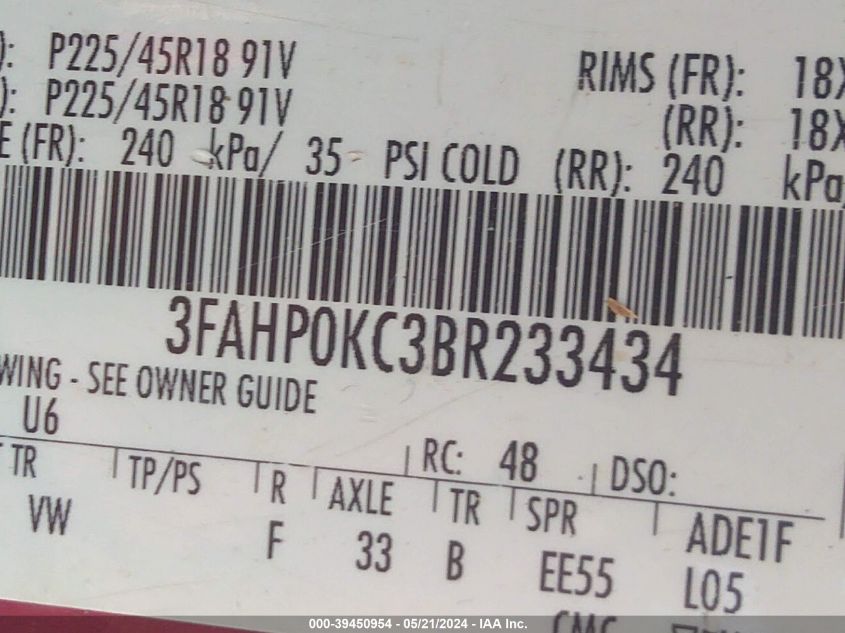 ): P225/45R18 91V RIMS (FR): 18X
): P225/45R18 91V (RR): 18X
E (FR): 240 kPa/ 35 PSI COLD (RR): 240 kPa/
3FAHP0KC3BR233434
WING - SEE OWNER GUIDE
U6 RC: 48 DSO:
TR TP/PS R AXLE TR SPR ADE1F
VW F 33 B EE55 L05
000-39450954 - 05/21/2024 - IAA Inc.